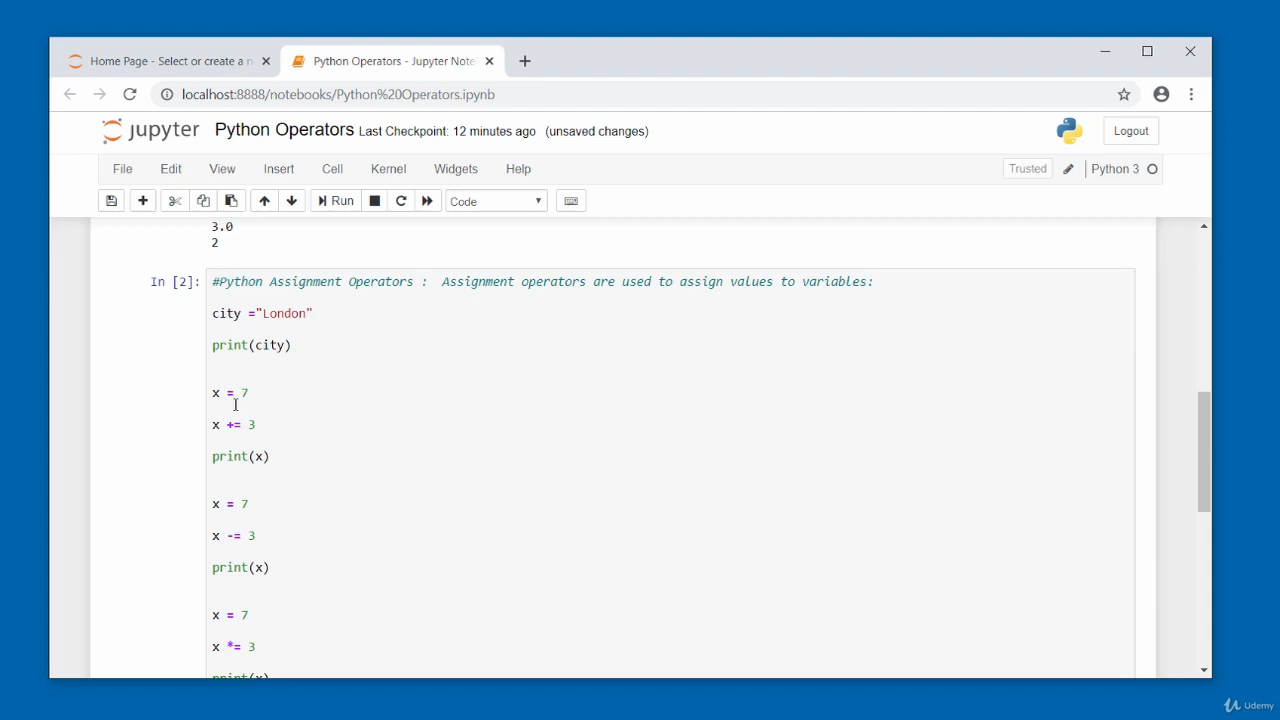 Home Page - Select or create a n
Python Operators - Jupyter Note
localhost:8888/notebooks/Python%20Operators.ipynb
jupyter Python Operators Last Checkpoint: 12 minutes ago (unsaved changes) Logout
File Edit View Insert Cell Kernel Widgets Help Trusted Python 3
Run Code
3.0
2
In [2]: #Python Assignment Operators :  Assignment operators are used to assign values to variables:
city ="London"
print(city)
x = 7
x += 3
print(x)
x = 7
x -= 3
print(x)
x = 7
x *= 3
print(x)
Udemy